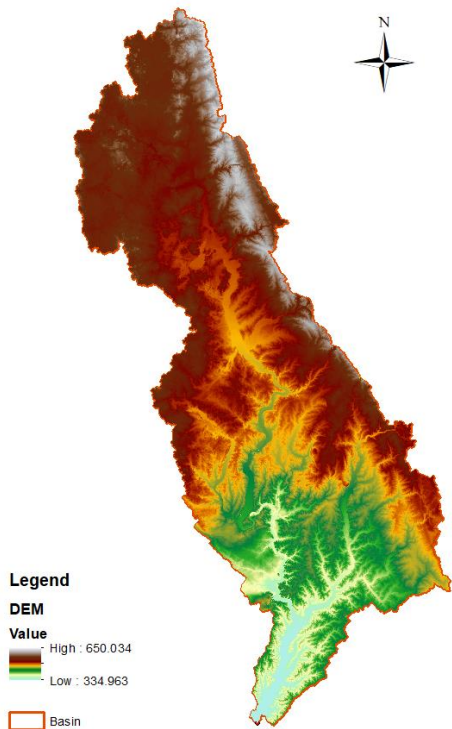 N
Legend
DEM
Value
High : 650.034
Low : 334.963
Basin